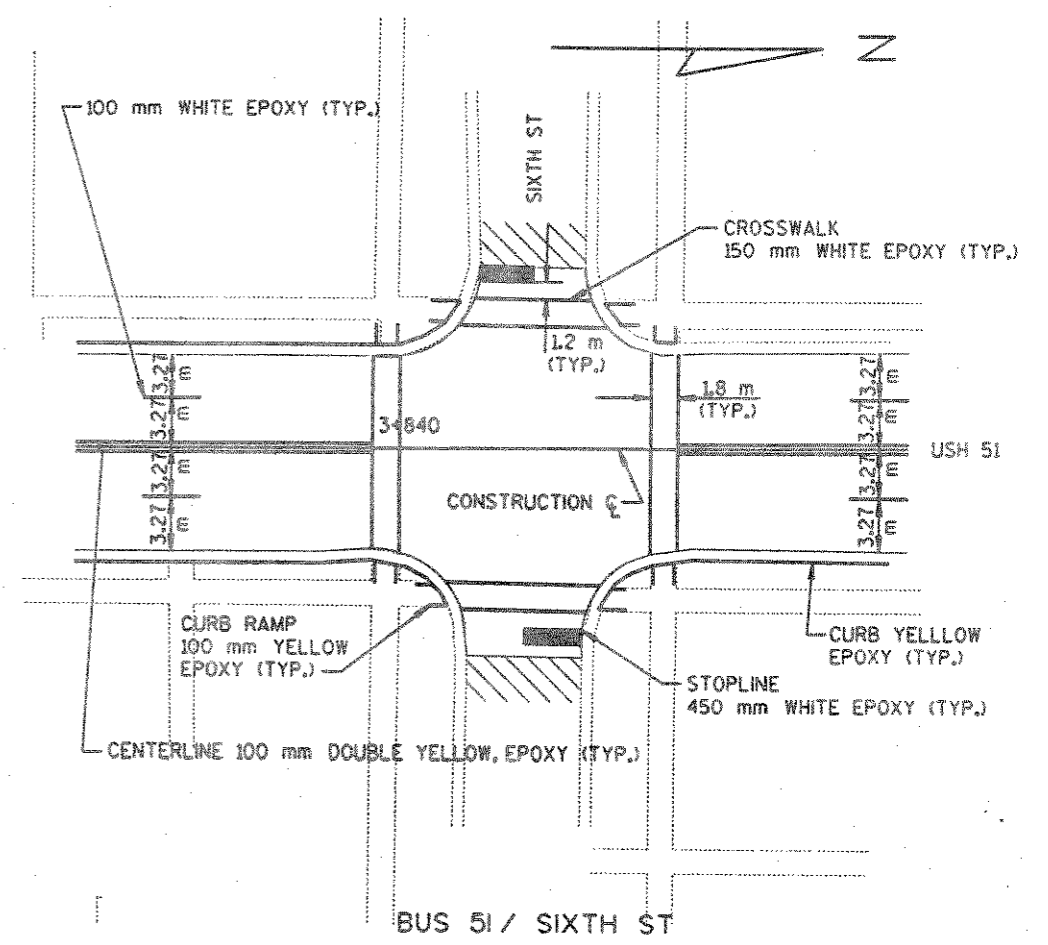 N
100 mm WHITE EPOXY (TYP.)
SIXTH ST
CROSSWALK
150 mm WHITE EPOXY (TYP.)
1.2 m
(TYP.)
1.8 m
(TYP.)
3.27 m
3.27 m
3.27 m
3.27 m
3+840
3.27 m
3.27 m
3.27 m
3.27 m
USH 51
CONSTRUCTION ℄
CURB RAMP
100 mm YELLOW
EPOXY (TYP.)
CURB YELLLOW
EPOXY (TYP.)
STOPLINE
450 mm WHITE EPOXY (TYP.)
CENTERLINE 100 mm DOUBLE YELLOW, EPOXY (TYP.)
BUS 51 / SIXTH ST